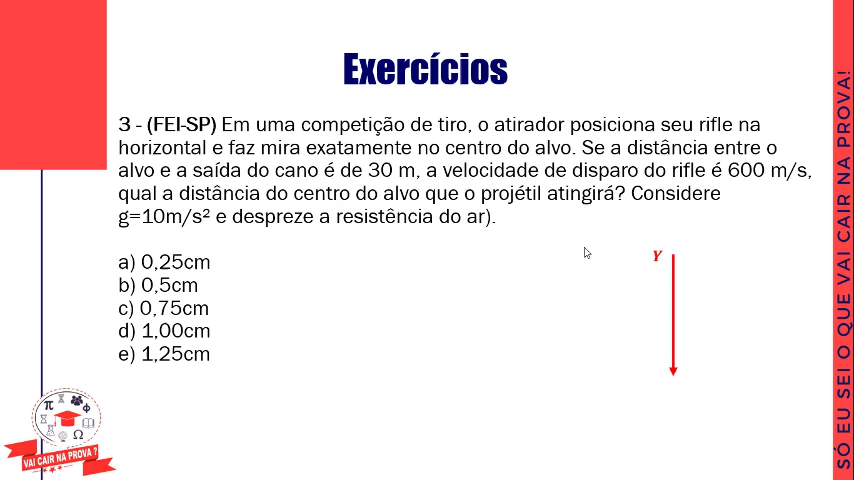 Exercícios
3 - (FEI-SP) Em uma competição de tiro, o atirador posiciona seu rifle na
horizontal e faz mira exatamente no centro do alvo. Se a distância entre o
alvo e a saída do cano é de 30 m, a velocidade de disparo do rifle é 600 m/s,
qual a distância do centro do alvo que o projétil atingirá? Considere
g=10m/s² e despreze a resistência do ar).
a) 0,25cm
b) 0,5cm
c) 0,75cm
d) 1,00cm
e) 1,25cm
Y
π
Φ
Ω
VAI CAIR NA PROVA ?
SÓ EU SEI O QUE VAI CAIR NA PROVA!